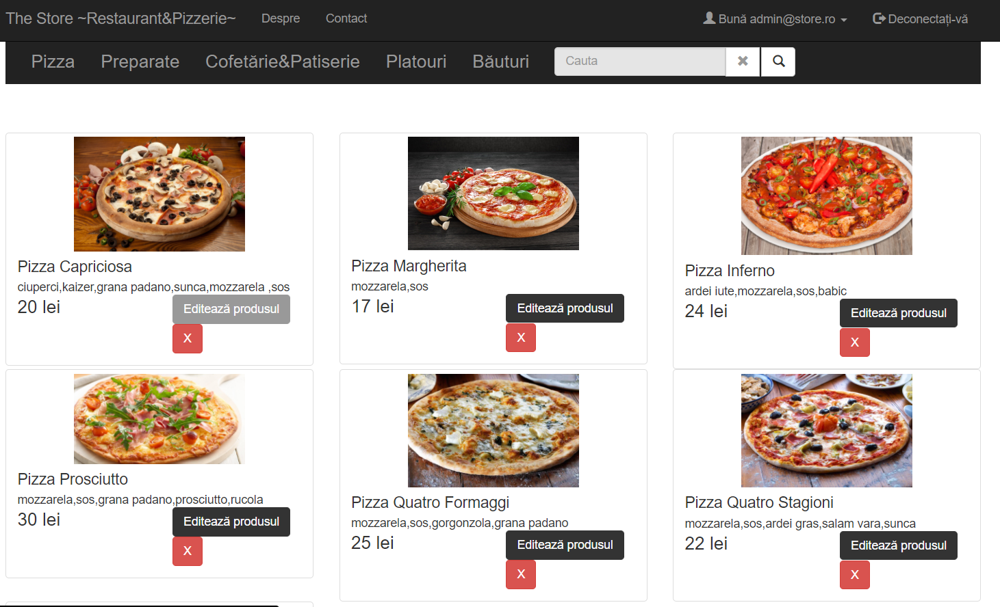 The Store ~Restaurant&Pizzerie~ Despre Contact Bună admin@store.ro Deconectați-vă
Pizza Preparate Cofetărie&Patiserie Platouri Băuturi Cauta
Pizza Capriciosa
ciuperci,kaizer,grana padano,sunca,mozzarela ,sos
20 lei
Editează produsul
X
Pizza Margherita
mozzarela,sos
17 lei
Editează produsul
X
Pizza Inferno
ardei iute,mozzarela,sos,babic
24 lei
Editează produsul
X
Pizza Prosciutto
mozzarela,sos,grana padano,prosciutto,rucola
30 lei
Editează produsul
X
Pizza Quatro Formaggi
mozzarela,sos,gorgonzola,grana padano
25 lei
Editează produsul
X
Pizza Quatro Stagioni
mozzarela,sos,ardei gras,salam vara,sunca
22 lei
Editează produsul
X